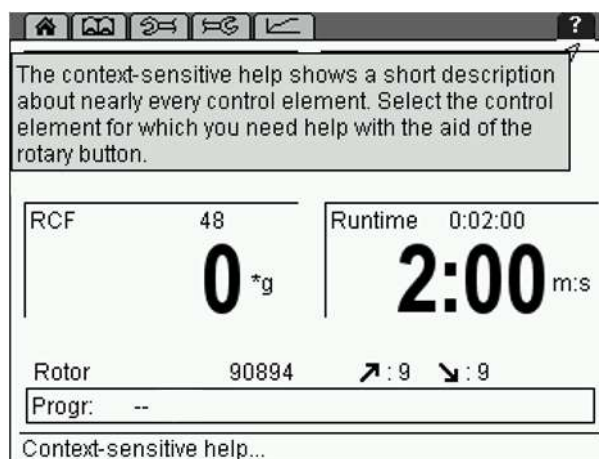 ?
The context-sensitive help shows a short description
about nearly every control element. Select the control
element for which you need help with the aid of the
rotary button.
RCF 48
0 *g
Runtime 0:02:00
2:00 m:s
Rotor 90894 ↗ : 9 ↘ : 9
Progr: --
Context-sensitive help...